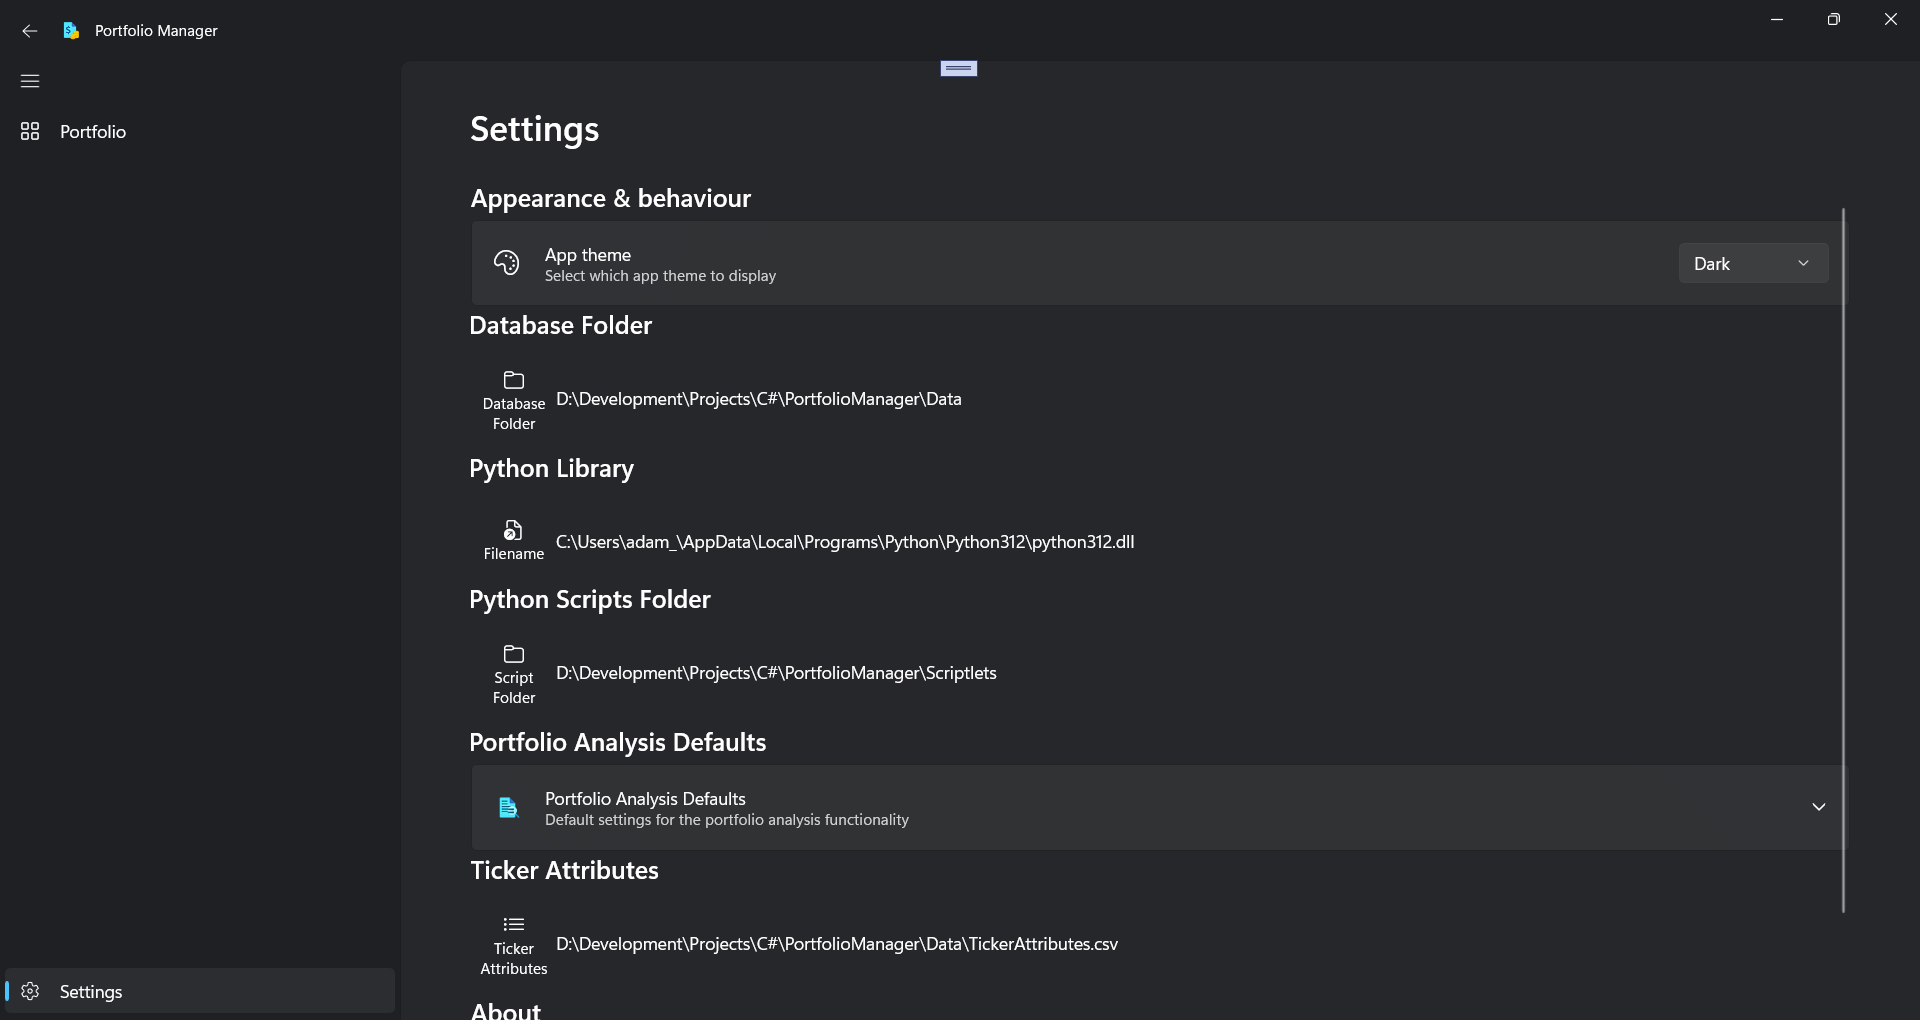 Portfolio Manager
Portfolio
Settings
Appearance & behaviour
App theme
Select which app theme to display
Dark
Database Folder
Database
Folder
D:\Development\Projects\C#\PortfolioManager\Data
Python Library
Filename
C:\Users\adam_\AppData\Local\Programs\Python\Python312\python312.dll
Python Scripts Folder
Script
Folder
D:\Development\Projects\C#\PortfolioManager\Scriptlets
Portfolio Analysis Defaults
Portfolio Analysis Defaults
Default settings for the portfolio analysis functionality
Ticker Attributes
Ticker
Attributes
D:\Development\Projects\C#\PortfolioManager\Data\TickerAttributes.csv
About
Settings